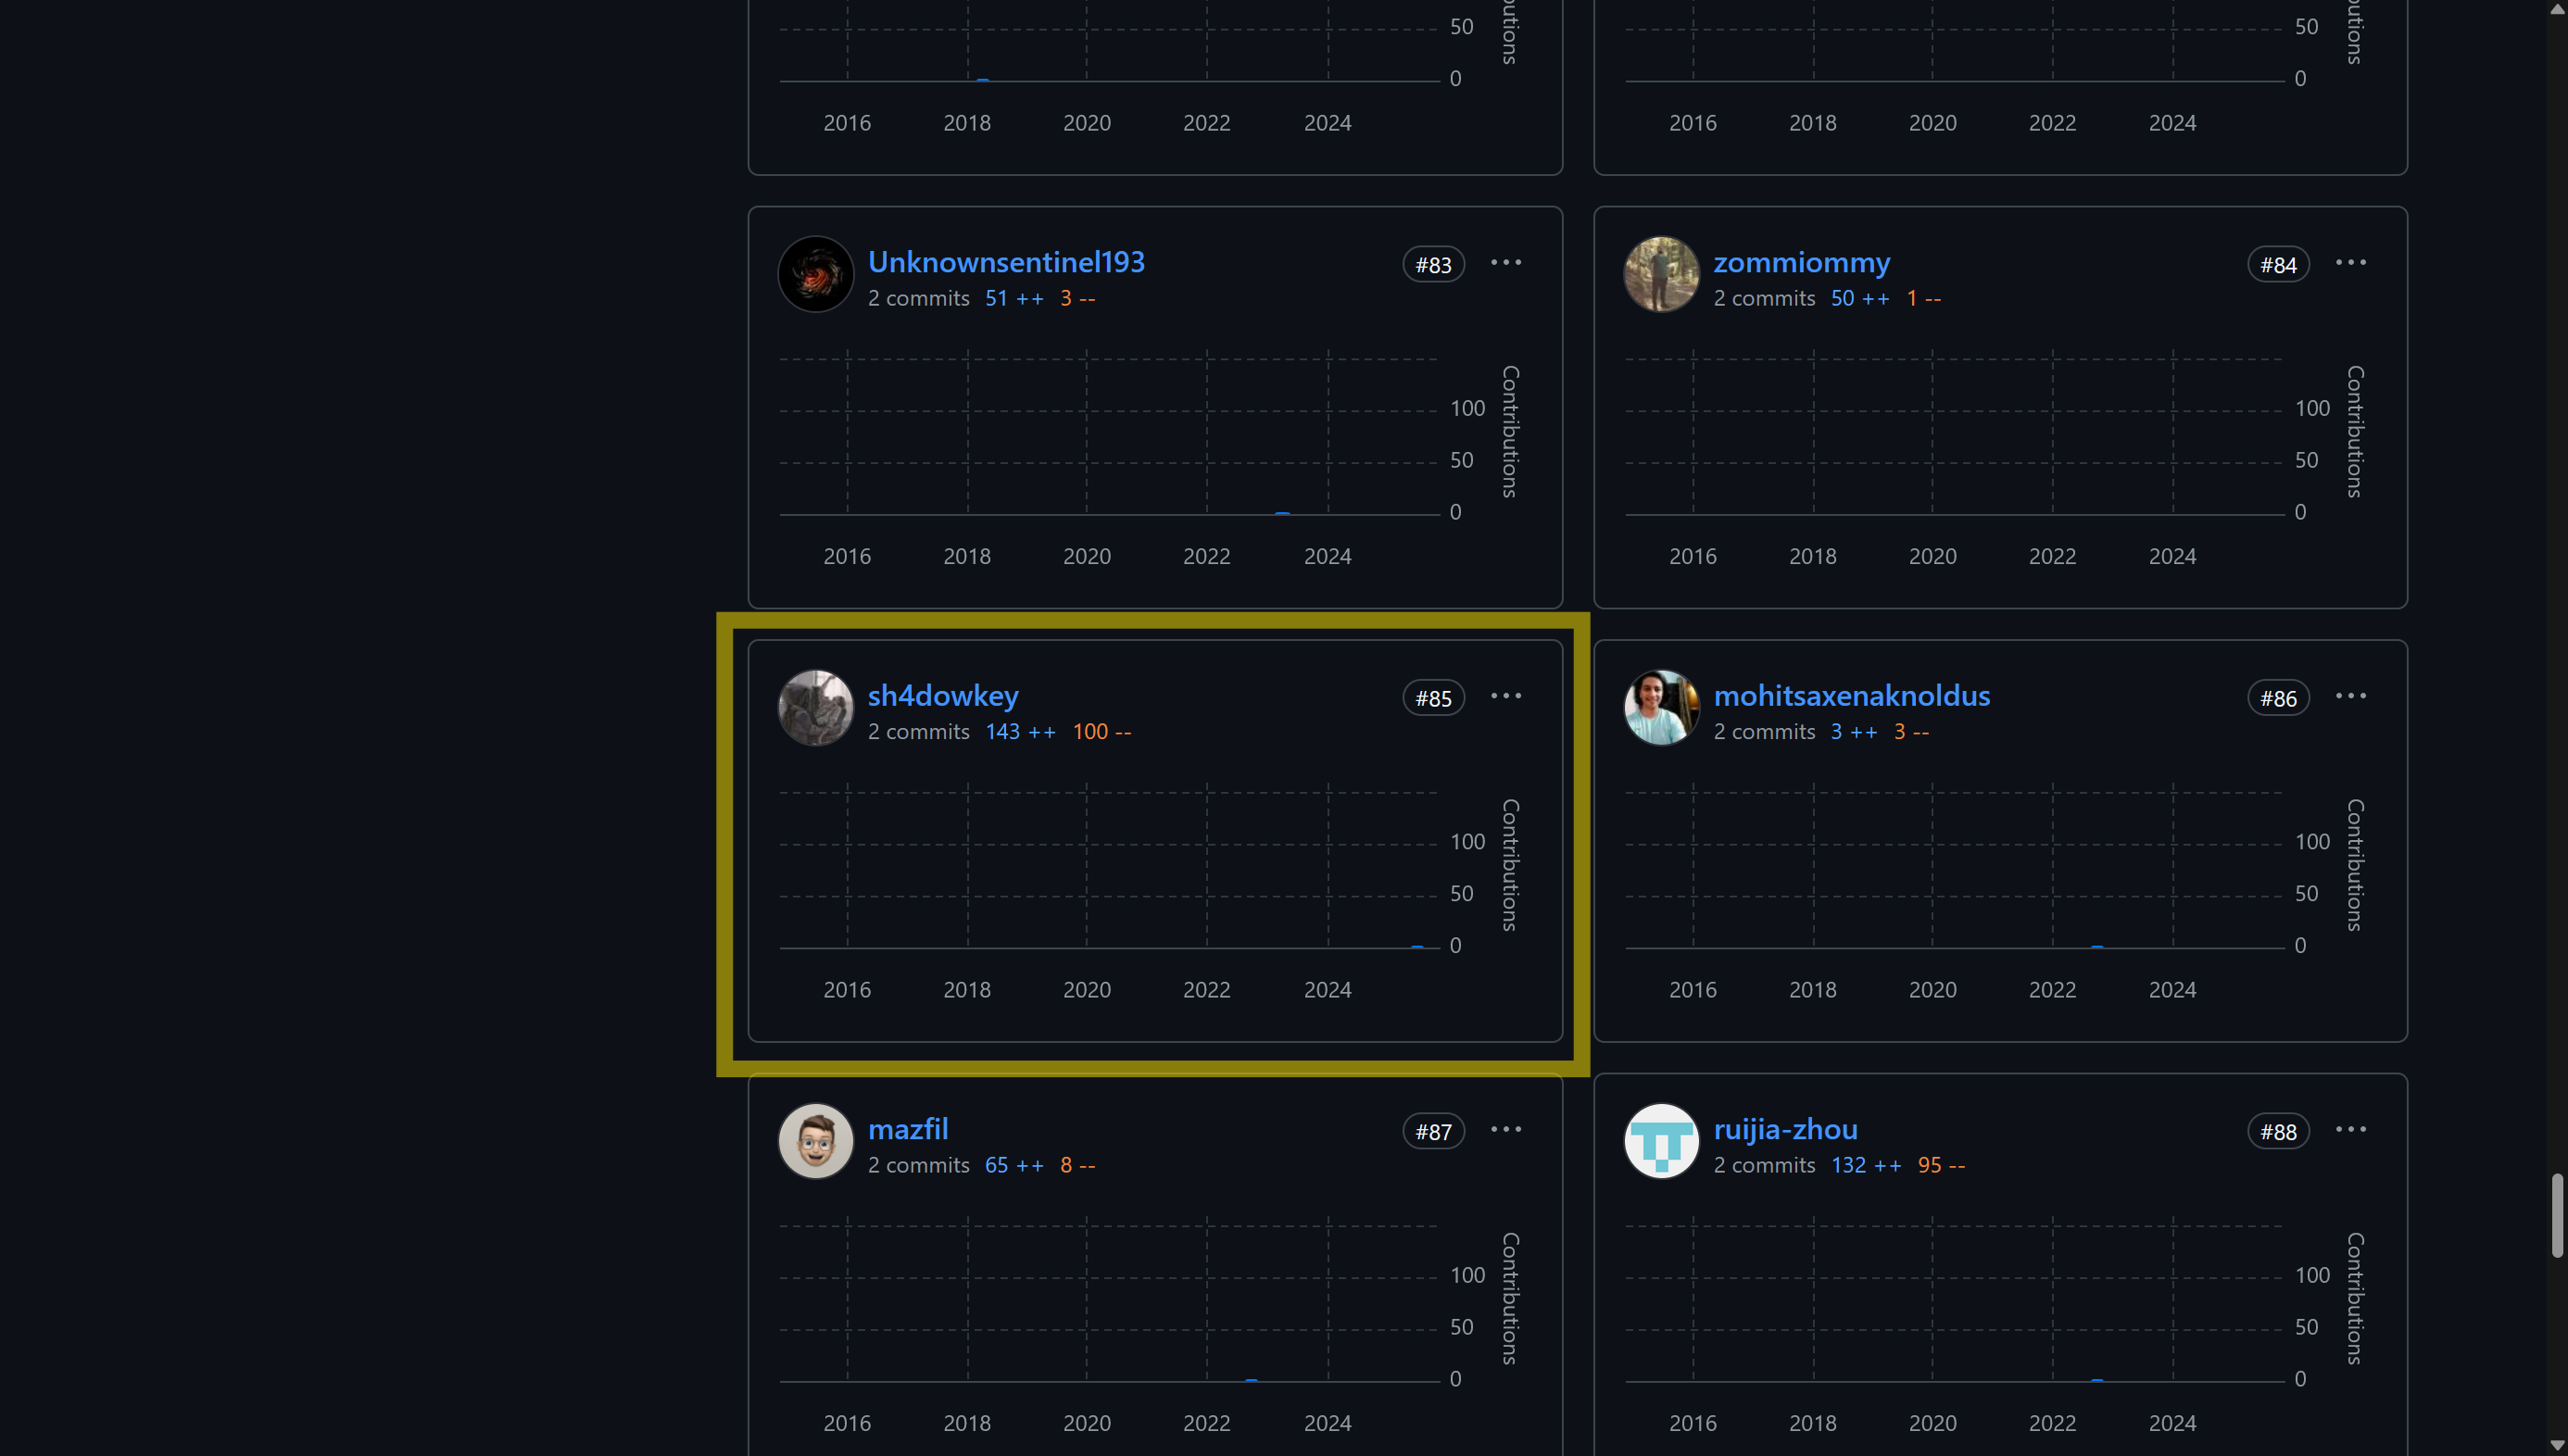 50
0
butions
2016 2018 2020 2022 2024
50
0
butions
2016 2018 2020 2022 2024
Unknownsentinel193
#83 ···
2 commits 51 ++ 3 --
100
50
0
Contributions
2016 2018 2020 2022 2024
zommiommy
#84 ···
2 commits 50 ++ 1 --
100
50
0
Contributions
2016 2018 2020 2022 2024
sh4dowkey
#85 ···
2 commits 143 ++ 100 --
100
50
0
Contributions
2016 2018 2020 2022 2024
mohitsaxenaknoldus
#86 ···
2 commits 3 ++ 3 --
100
50
0
Contributions
2016 2018 2020 2022 2024
mazfil
#87 ···
2 commits 65 ++ 8 --
100
50
0
Contributions
2016 2018 2020 2022 2024
ruijia-zhou
#88 ···
2 commits 132 ++ 95 --
100
50
0
Contributions
2016 2018 2020 2022 2024